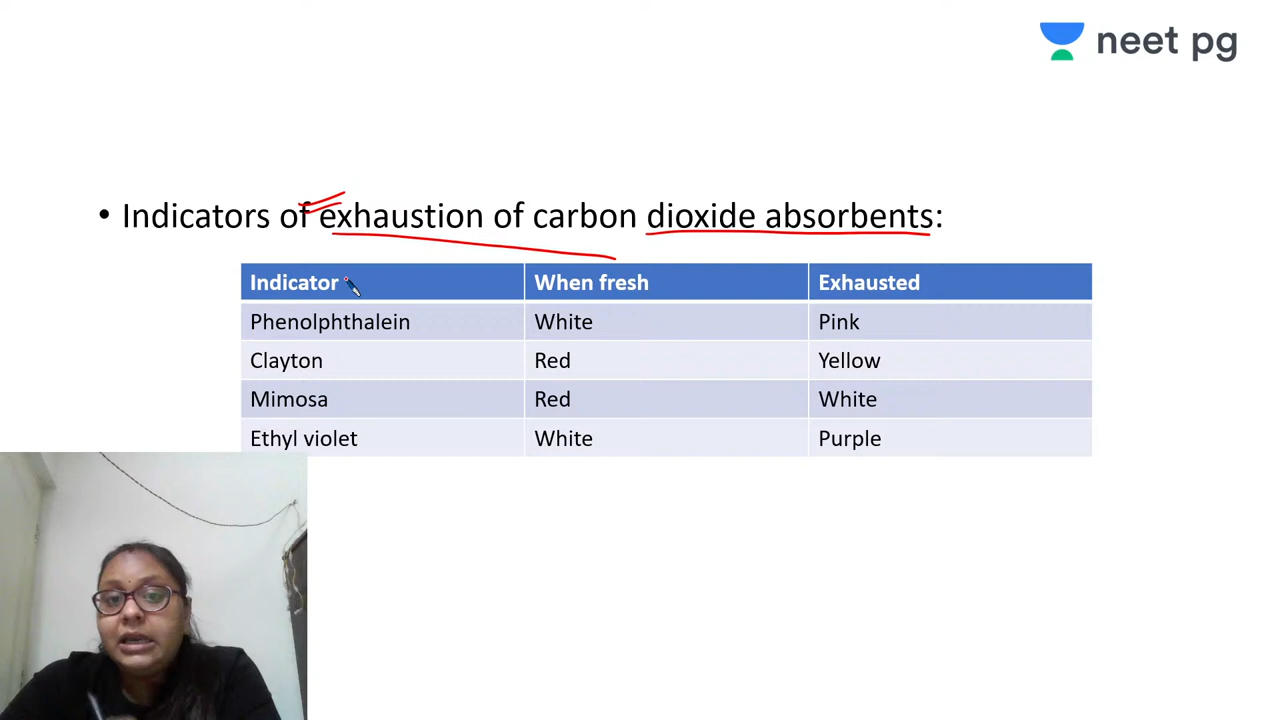 neet pg
• Indicators of exhaustion of carbon dioxide absorbents:
Indicator When fresh Exhausted
Phenolphthalein White Pink
Clayton Red Yellow
Mimosa Red White
Ethyl violet White Purple